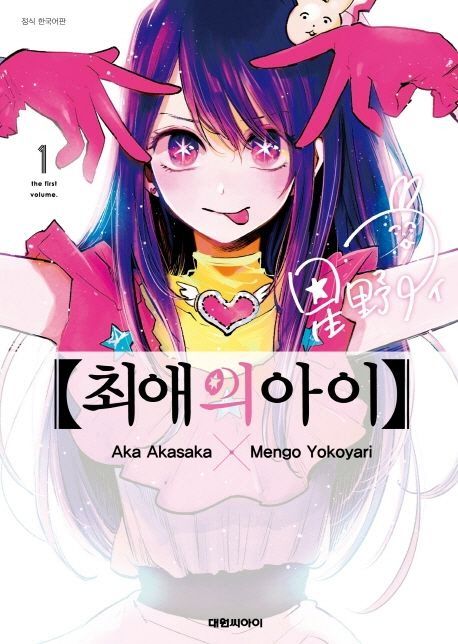 정식 한국어판
1
the first
volume.
星野アイ
【최애의아이】
Aka Akasaka × Mengo Yokoyari
대원씨아이